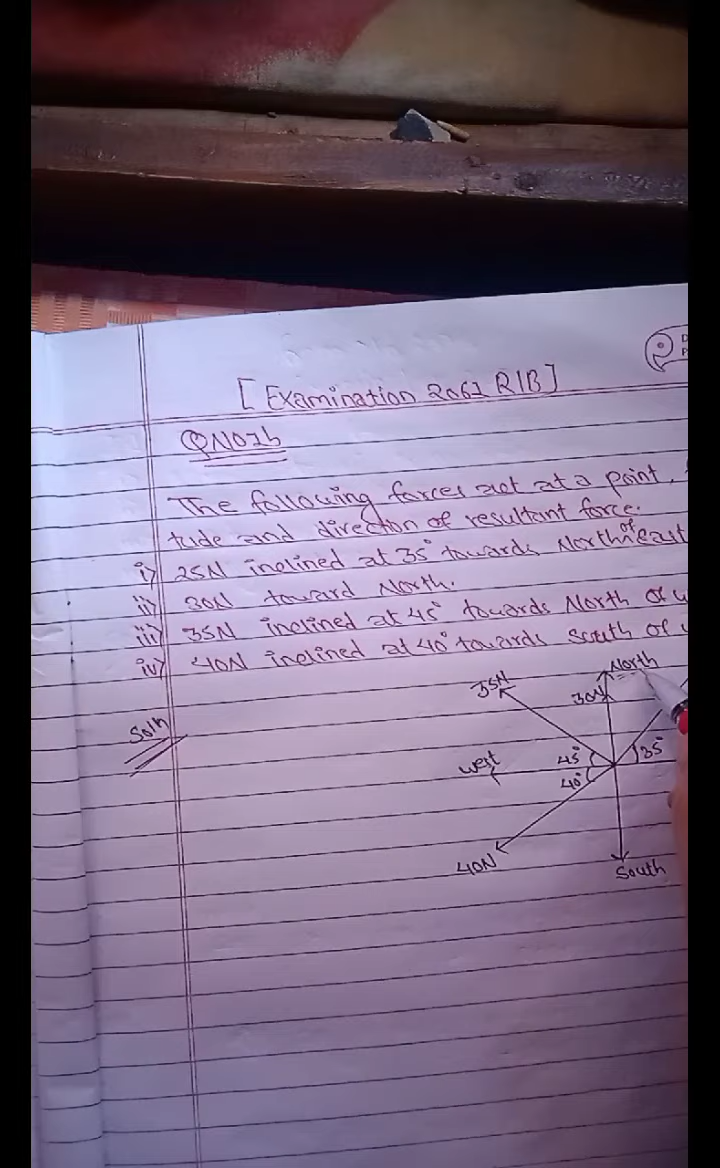 [Examination 2061 R/B]
Q.NO.1b
The following forces act at a point,
tude and direction of resultant force.
i) 25N inclined at 35° towards North of east
ii) 30N toward North.
iii) 35N inclined at 45° towards North of
iv) 40N inclined at 40° towards South of
Soln
North
35N
30N
West
45°
35°
40°
40N
South